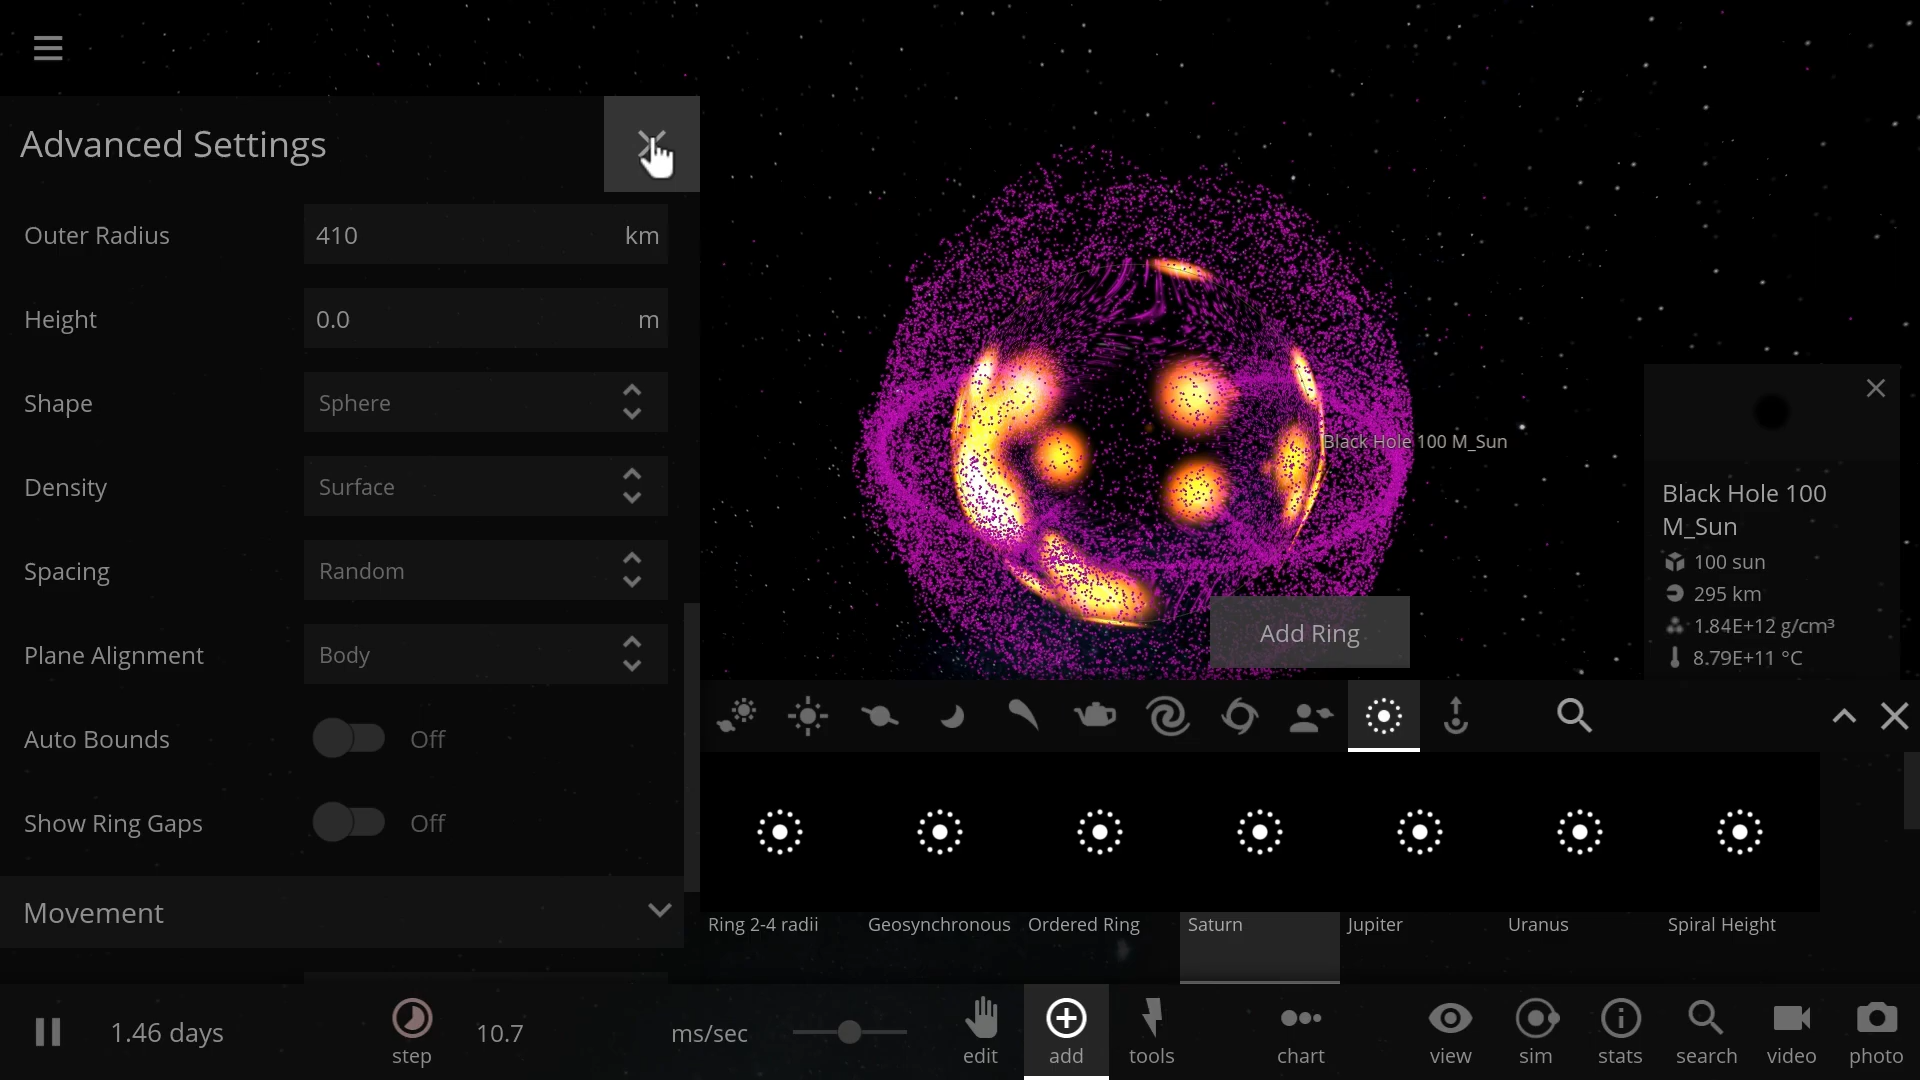 Advanced Settings
Outer Radius 410 km
Height 0.0 m
Shape Sphere
Density Surface
Spacing Random
Plane Alignment Body
Auto Bounds Off
Show Ring Gaps Off
Movement
Black Hole 100 M_Sun
Black Hole 100
M_Sun
100 sun
295 km
1.84E+12 g/cm³
8.79E+11 °C
Add Ring
Ring 2-4 radii Geosynchronous Ordered Ring Saturn Jupiter Uranus Spiral Height
1.46 days step 10.7 ms/sec edit add tools chart view sim stats search video photo